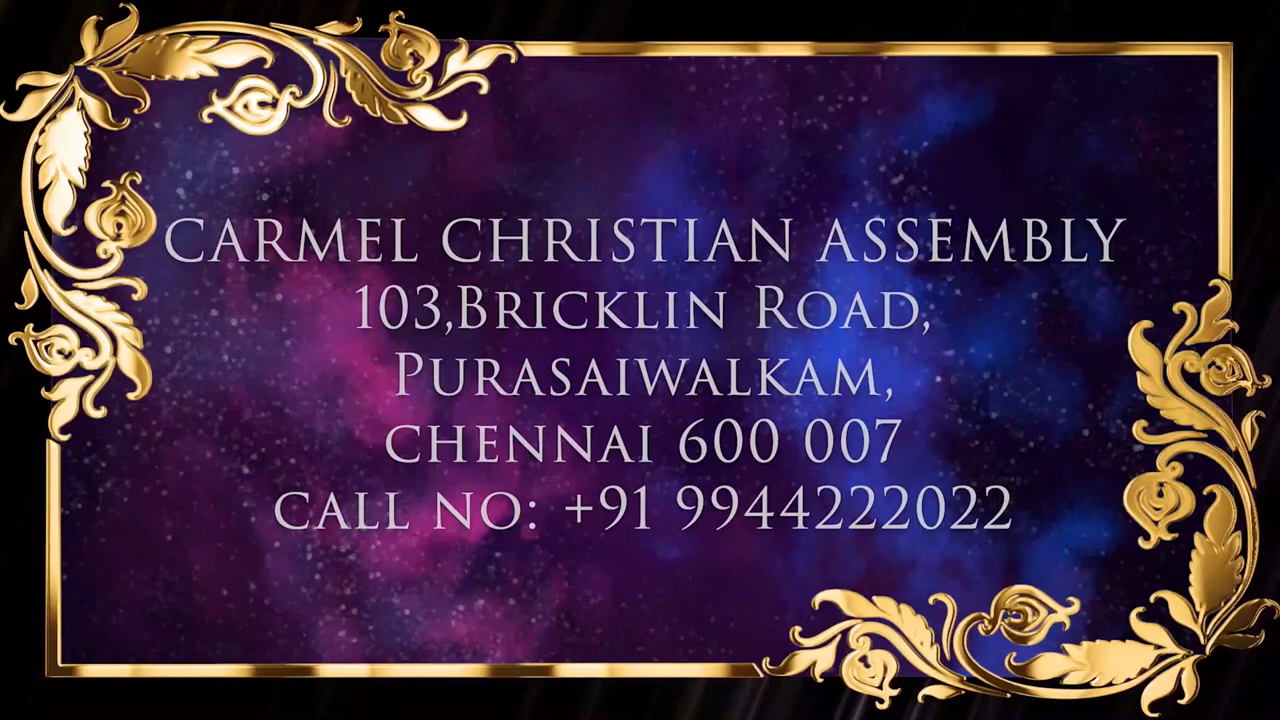 CARMEL CHRISTIAN ASSEMBLY
103,Bricklin Road,
Purasaiwalkam,
chennai 600 007
call no: +91 9944222022